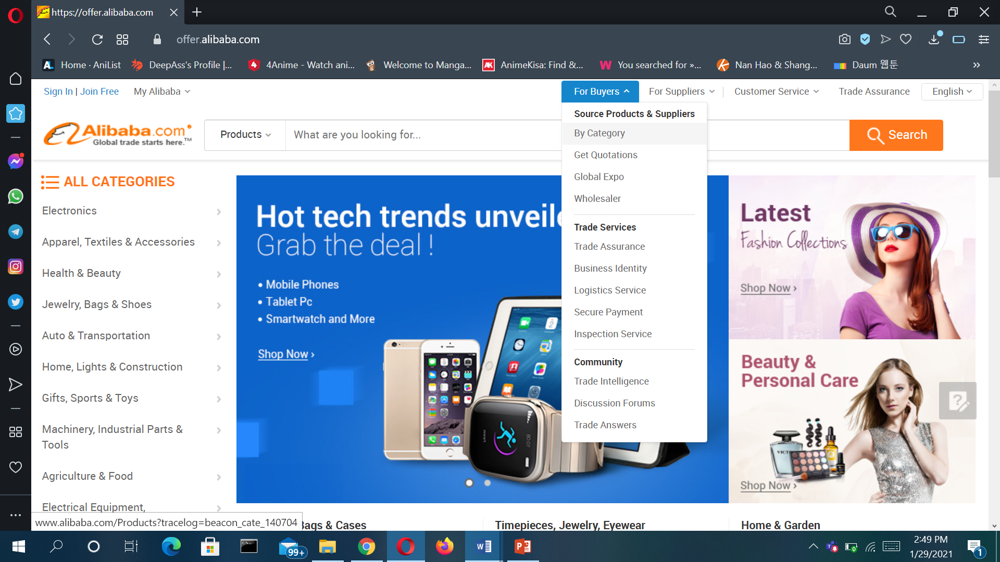 https://offer.alibaba.com
offer.alibaba.com
Home · AniList
DeepAss's Profile |...
4Anime - Watch ani...
Welcome to Manga...
AnimeKisa: Find &...
You searched for »...
Nan Hao & Shang...
Daum 웹툰
Sign In | Join Free
My Alibaba
For Buyers
For Suppliers
Customer Service
Trade Assurance
English
Alibaba.com
Global trade starts here.™
Products
What are you looking for...
Search
Source Products & Suppliers
By Category
Get Quotations
Global Expo
Wholesaler
Trade Services
Trade Assurance
Business Identity
Logistics Service
Secure Payment
Inspection Service
Community
Trade Intelligence
Discussion Forums
Trade Answers
ALL CATEGORIES
Electronics
Apparel, Textiles & Accessories
Health & Beauty
Jewelry, Bags & Shoes
Auto & Transportation
Home, Lights & Construction
Gifts, Sports & Toys
Machinery, Industrial Parts &
Tools
Agriculture & Food
Electrical Equipment,
Hot tech trends unveile
Grab the deal !
• Mobile Phones
• Tablet Pc
• Smartwatch and More
Shop Now ›
Latest
Fashion Collections
Shop Now ›
Beauty &
Personal Care
Shop Now ›
www.alibaba.com/Products?tracelog=beacon_cate_140704
Bags & Cases
Timepieces, Jewelry, Eyewear
Home & Garden
99+
2:49 PM
1/29/2021
1